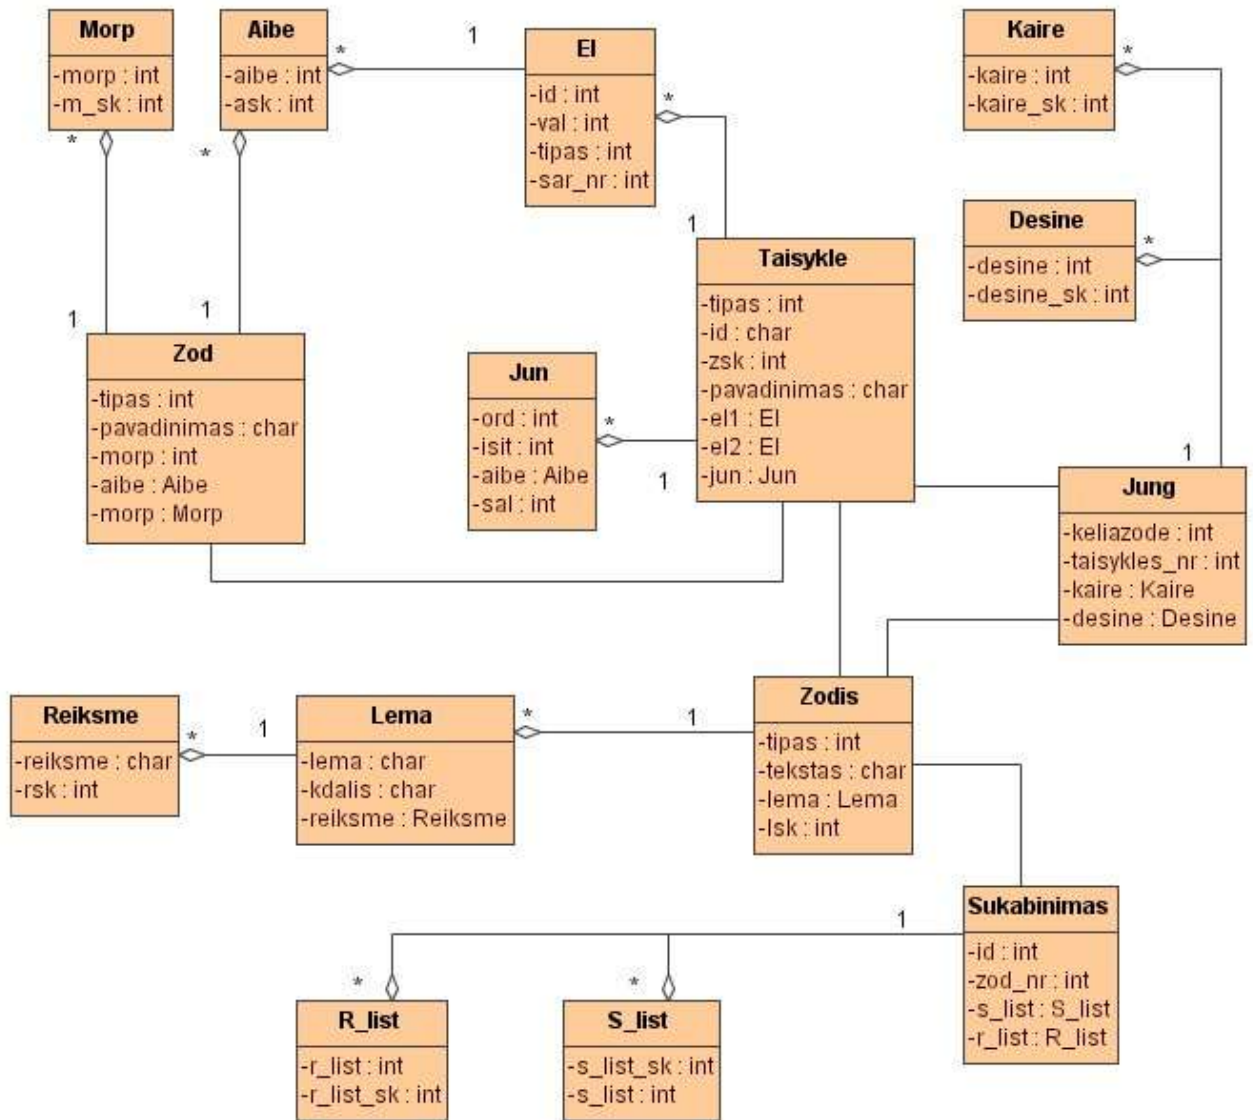 Morp
-morp : int
-m_sk : int
*
Aibe
-aibe : int
-ask : int
*
*
1
El
-id : int
-val : int
-tipas : int
-sar_nr : int
*
1
Kaire
-kaire : int
-kaire_sk : int
*
Desine
-desine : int
-desine_sk : int
*
1
1
1
Zod
-tipas : int
-pavadinimas : char
-morp : int
-aibe : Aibe
-morp : Morp
Jun
-ord : int
-isit : int
-aibe : Aibe
-sal : int
*
1
Taisykle
-tipas : int
-id : char
-zsk : int
-pavadinimas : char
-el1 : El
-el2 : El
-jun : Jun
Jung
-keliazode : int
-taisykles_nr : int
-kaire : Kaire
-desine : Desine
Reiksme
-reiksme : char
-rsk : int
*
1
Lema
-lema : char
-kdalis : char
-reiksme : Reiksme
*
1
Zodis
-tipas : int
-tekstas : char
-lema : Lema
-lsk : int
1
Sukabinimas
-id : int
-zod_nr : int
-s_list : S_list
-r_list : R_list
*
R_list
-r_list : int
-r_list_sk : int
*
S_list
-s_list_sk : int
-s_list : int